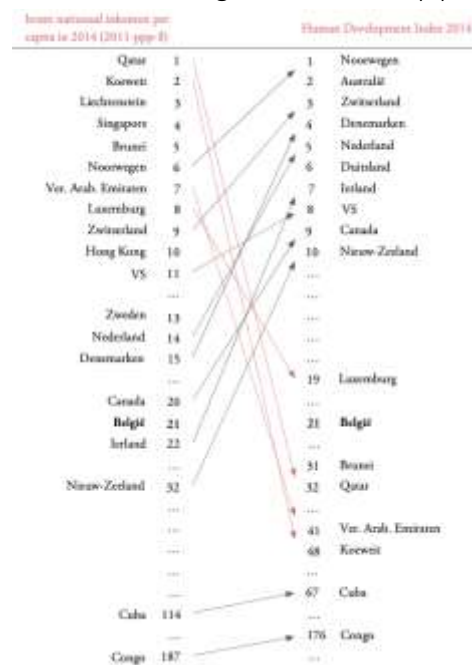 bruto nationaal inkomen per
capita in 2014 (2011 ppp $)
Human Development Index 2014
Qatar 1
Koeweit 2
Liechtenstein 3
Singapore 4
Brunei 5
Noorwegen 6
Ver. Arab. Emiraten 7
Luxemburg 8
Zwitserland 9
Hong Kong 10
VS 11
...
Zweden 13
Nederland 14
Denemarken 15
...
Canada 20
België 21
Ierland 22
...
Nieuw-Zeeland 32
...
...
...
...
...
Cuba 114
...
Congo 187
1 Noorwegen
2 Australië
3 Zwitserland
4 Denemarken
5 Nederland
6 Duitsland
7 Ierland
8 VS
9 Canada
10 Nieuw-Zeeland
...
...
...
...
...
19 Luxemburg
...
21 België
...
31 Brunei
32 Qatar
...
41 Ver. Arab. Emiraten
48 Koeweit
...
67 Cuba
...
176 Congo
...